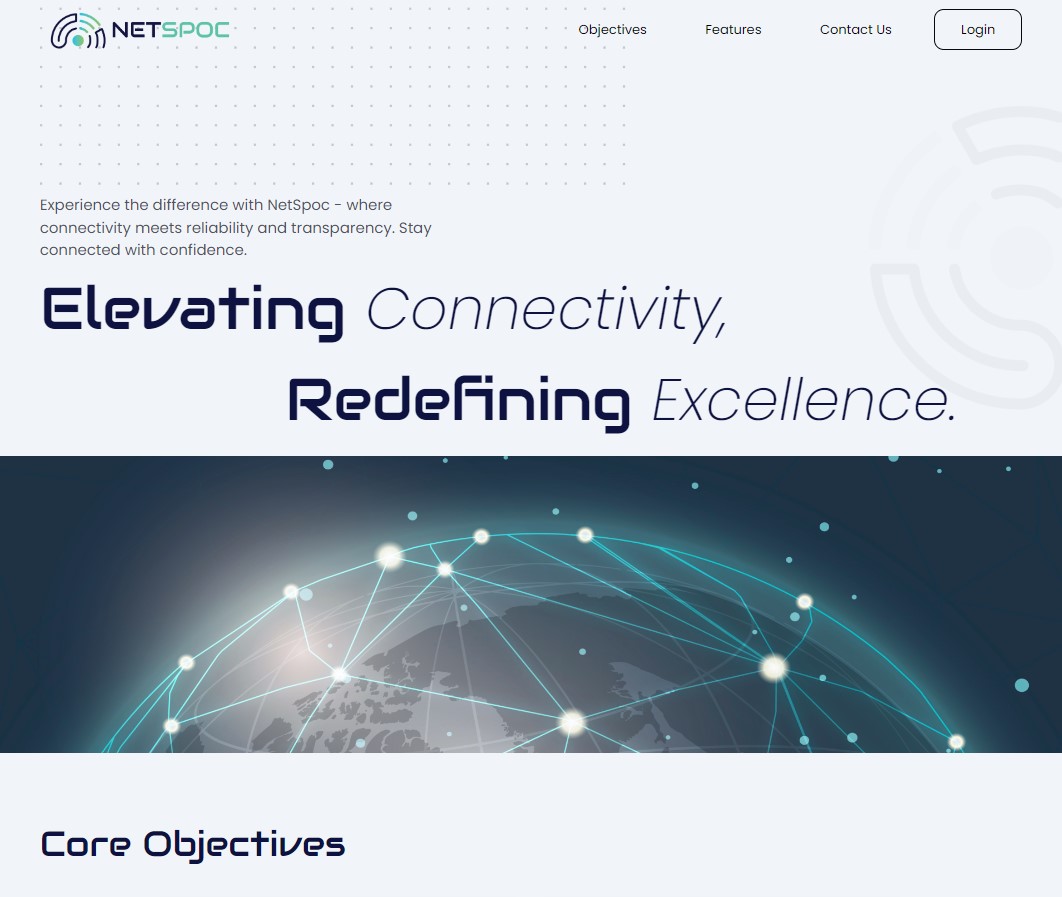 NETSPOC
Objectives
Features
Contact Us
Login
Experience the difference with NetSpoc - where
connectivity meets reliability and transparency. Stay
connected with confidence.
Elevating Connectivity,
Redefining Excellence.
Core Objectives